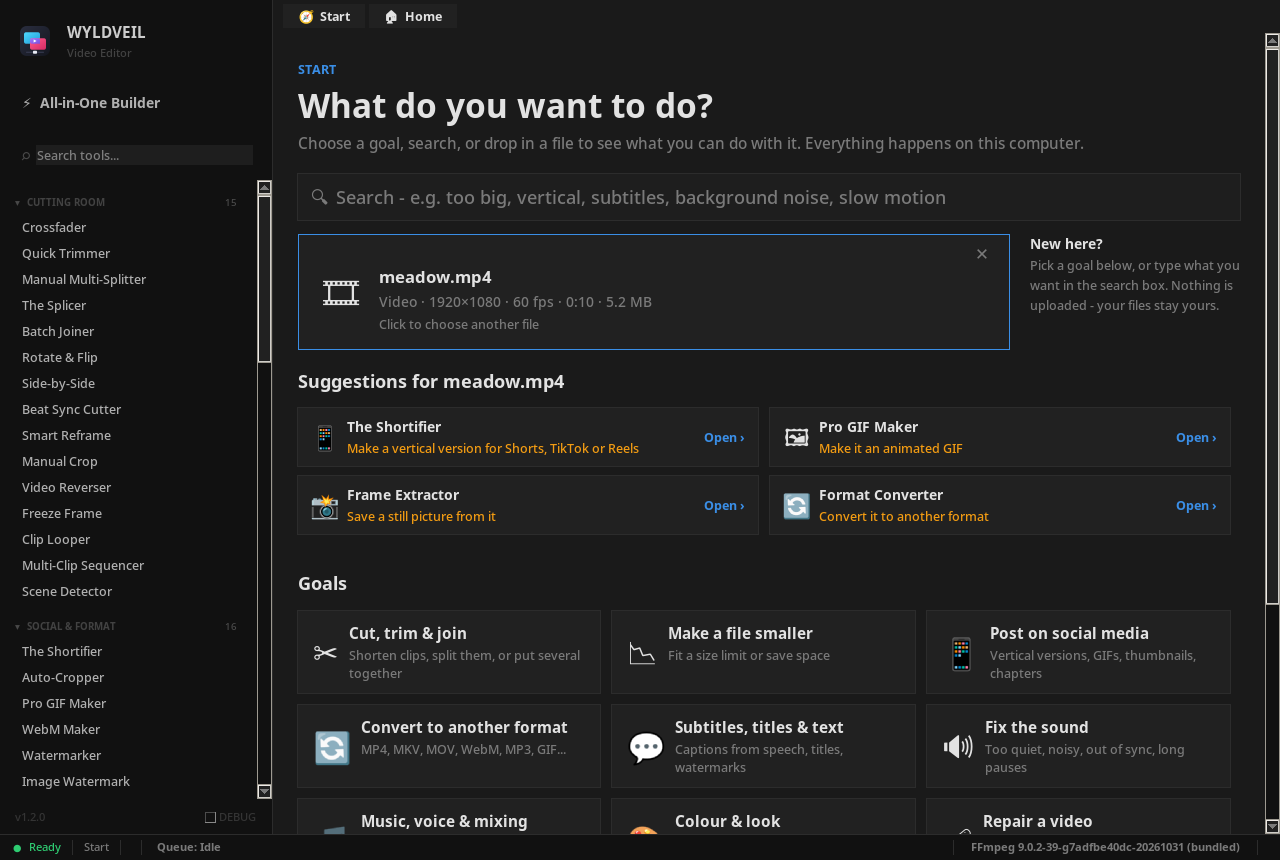 WYLDVEIL
Video Editor
⚡ All-in-One Builder
Search tools...
▾ CUTTING ROOM 15
Crossfader
Quick Trimmer
Manual Multi-Splitter
The Splicer
Batch Joiner
Rotate & Flip
Side-by-Side
Beat Sync Cutter
Smart Reframe
Manual Crop
Video Reverser
Freeze Frame
Clip Looper
Multi-Clip Sequencer
Scene Detector
▾ SOCIAL & FORMAT 16
The Shortifier
Auto-Cropper
Pro GIF Maker
WebM Maker
Watermarker
Image Watermark
v1.2.0 DEBUG
Start Home
START
What do you want to do?
Choose a goal, search, or drop in a file to see what you can do with it. Everything happens on this computer.
Search - e.g. too big, vertical, subtitles, background noise, slow motion
meadow.mp4 ✕
Video · 1920×1080 · 60 fps · 0:10 · 5.2 MB
Click to choose another file
New here?
Pick a goal below, or type what you
want in the search box. Nothing is
uploaded - your files stay yours.
Suggestions for meadow.mp4
The Shortifier
Make a vertical version for Shorts, TikTok or Reels
Open ›
Pro GIF Maker
Make it an animated GIF
Open ›
Frame Extractor
Save a still picture from it
Open ›
Format Converter
Convert it to another format
Open ›
Goals
Cut, trim & join
Shorten clips, split them, or put several
together
Make a file smaller
Fit a size limit or save space
Post on social media
Vertical versions, GIFs, thumbnails,
chapters
Convert to another format
MP4, MKV, MOV, WebM, MP3, GIF...
Subtitles, titles & text
Captions from speech, titles,
watermarks
Fix the sound
Too quiet, noisy, out of sync, long
pauses
Music, voice & mixing
Colour & look
Repair a video
● Ready Start Queue: Idle FFmpeg 9.0.2-39-g7adfbe40dc-20261031 (bundled)